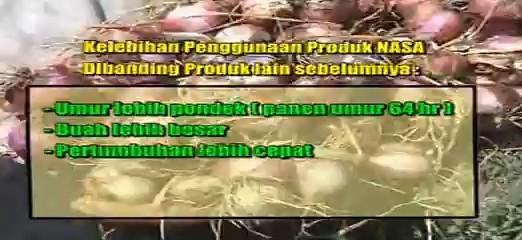 Kelebihan Penggunaan Produk NASA
Dibanding Produk lain sebelumnya :
- Umur lebih pendek ( panen umur 64 hr )
- Buah lebih besar
- Pertumbuhan lebih cepat